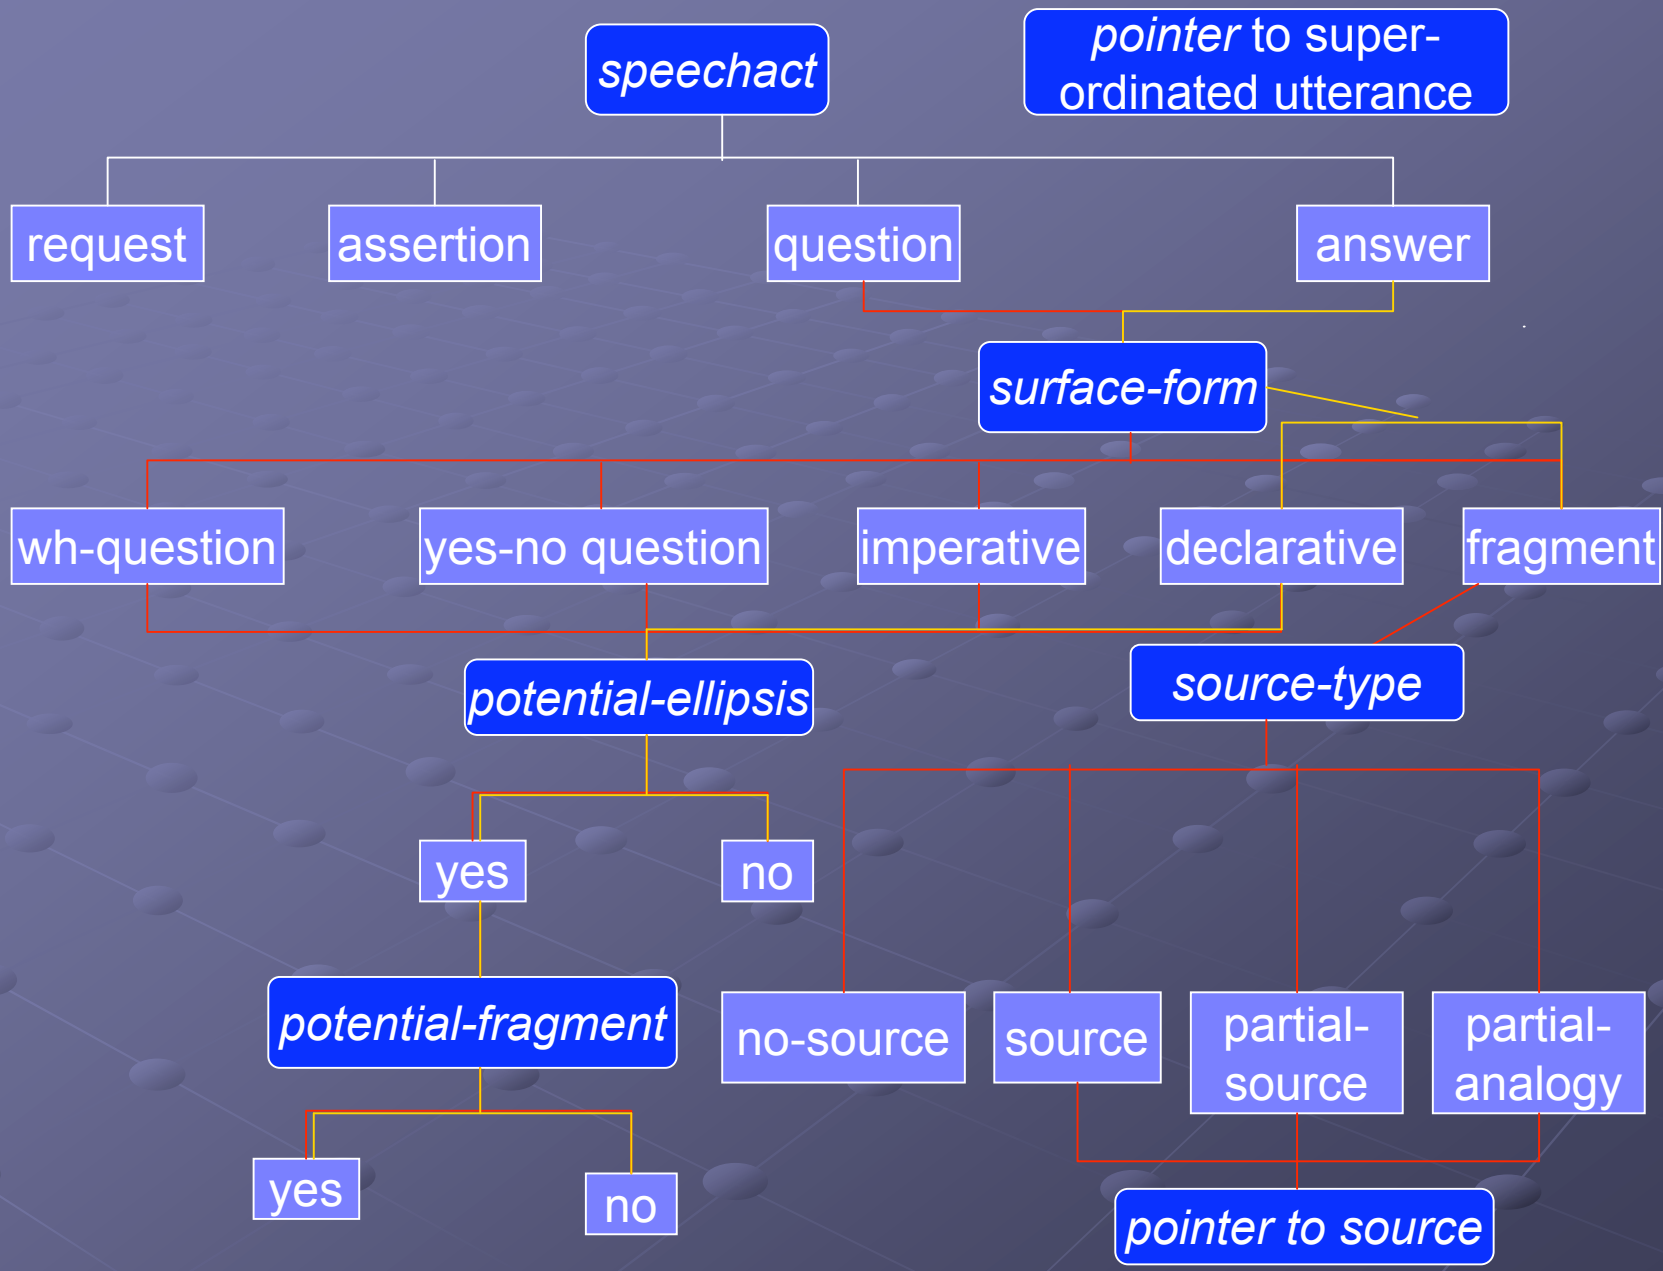 speechact
pointer to super-
ordinated utterance
request
assertion
question
answer
surface-form
wh-question
yes-no question
imperative
declarative
fragment
potential-ellipsis
source-type
yes
no
potential-fragment
no-source
source
partial-
source
partial-
analogy
yes
no
pointer to source